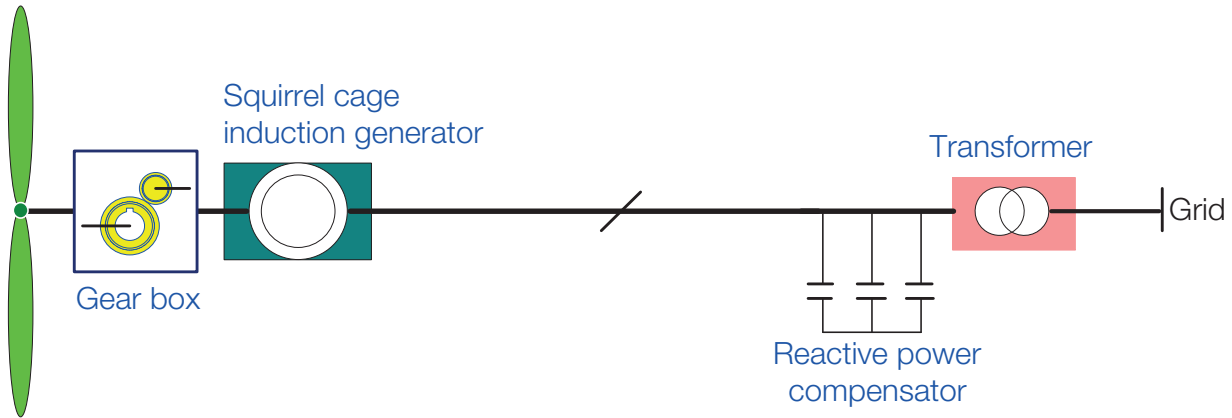 Squirrel cage
induction generator
Gear box
Transformer
Grid
Reactive power
compensator